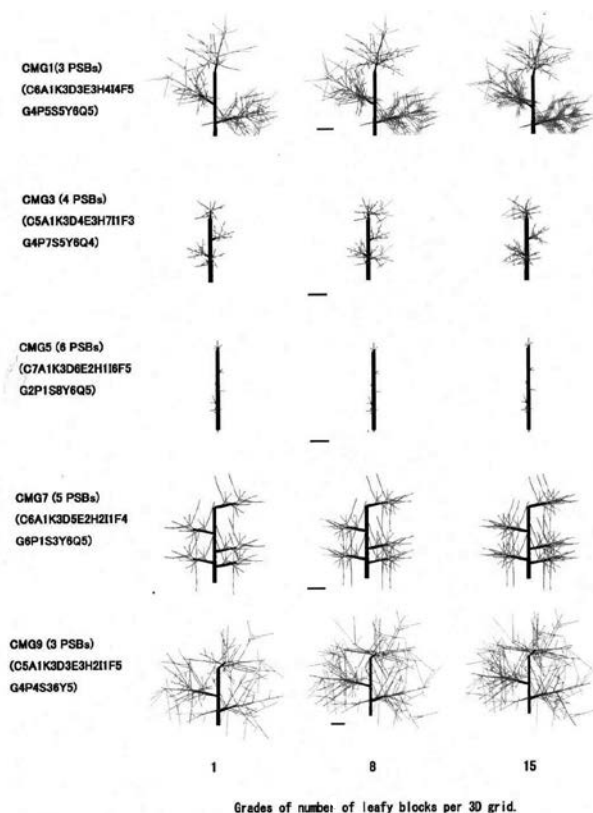 CMG1(3 PSBs)
(C6A1K3D3E3H4I4F5
G4P5S5Y6Q5)
CMG3 (4 PSBs)
(C5A1K3D4E3H7I1F3
G4P7S5Y6Q4)
CMG5 (6 PSBs)
(C7A1K3D6E2H1I6F5
G2P1S8Y6Q5)
CMG7 (5 PSBs)
(C6A1K3D5E2H2I1F4
G6P1S3Y6Q5)
CMG9 (3 PSBs)
(C5A1K3D3E3H2I1F5
G4P4S36Y5)
1 8 15
Grades of number of leafy blocks per 3D grid.